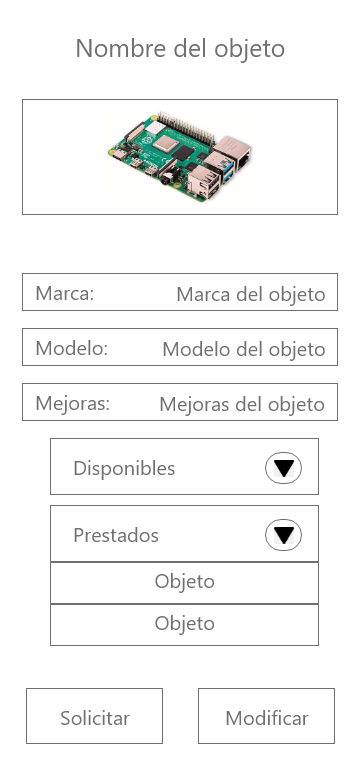 Nombre del objeto
Marca: Marca del objeto
Modelo: Modelo del objeto
Mejoras: Mejoras del objeto
Disponibles
Prestados
Objeto
Objeto
Solicitar Modificar